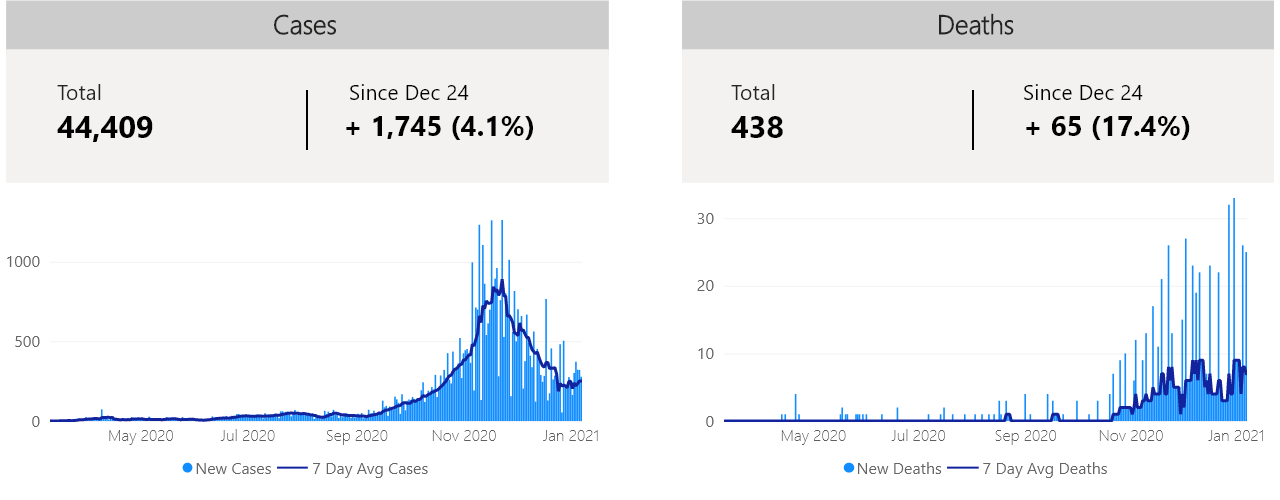 Cases
Total
Since Dec 24
44,409
+ 1,745 (4.1%)
1000
500
0
May 2020
Jul 2020
Sep 2020
Nov 2020
Jan 2021
New Cases
7 Day Avg Cases
Deaths
Total
Since Dec 24
438
+ 65 (17.4%)
30
20
10
0
May 2020
Jul 2020
Sep 2020
Nov 2020
Jan 2021
New Deaths
7 Day Avg Deaths